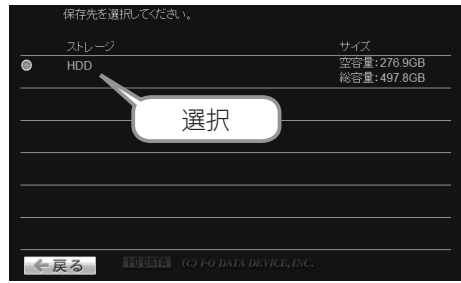 保存先を選択してください。
ストレージ サイズ
HDD 空容量:276.9GB
総容量:497.8GB
選択
戻る I-O DATA (C) I-O DATA DEVICE, INC.